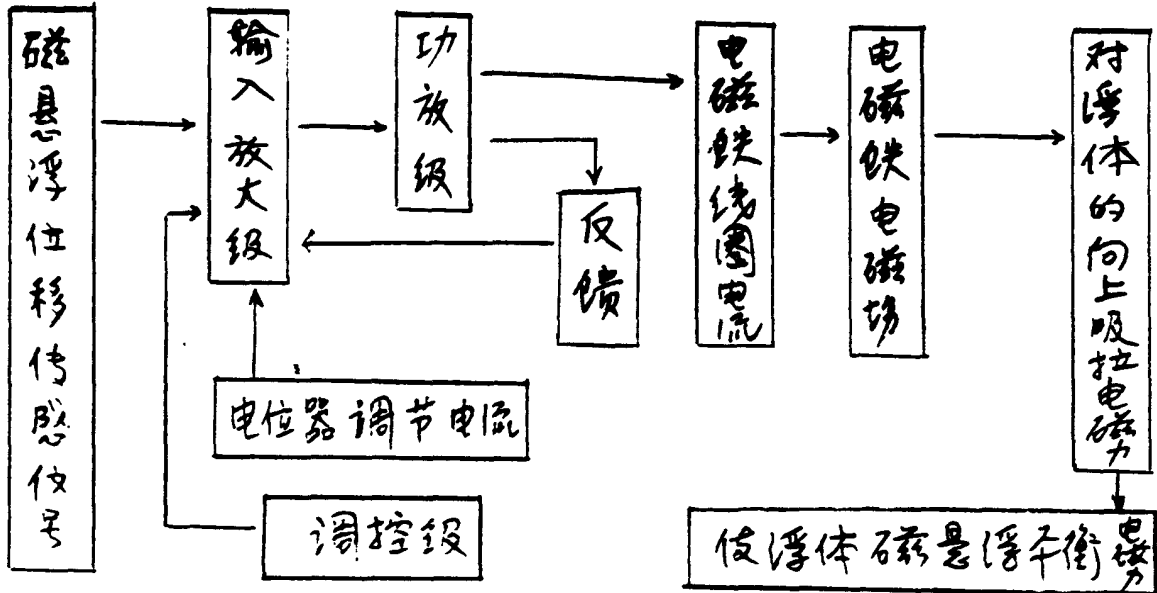 磁悬浮位移传感信号
输入放大级
功放级
反馈
电磁铁线圈电流
电磁铁电磁场
对浮体的向上吸拉电磁力
电位器调节电流
调控级
使浮体磁悬浮平衡电磁力